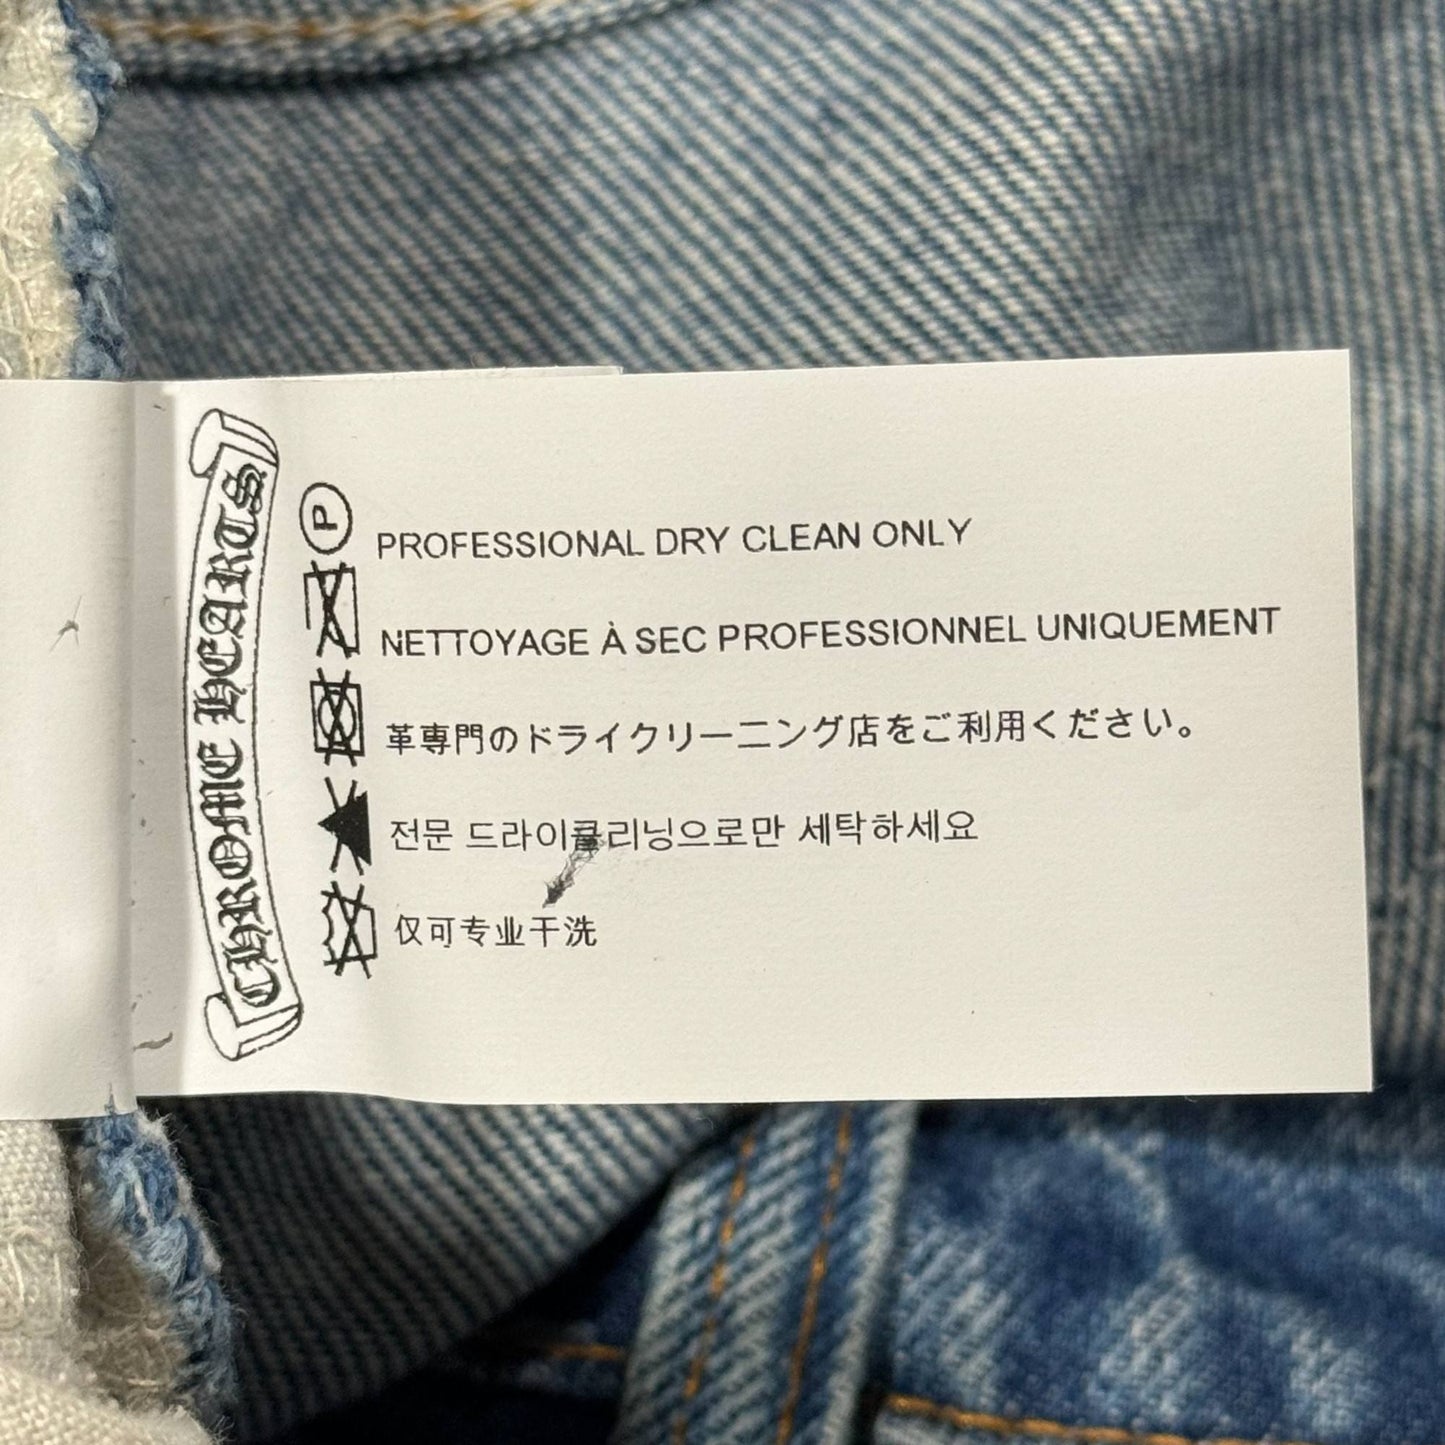 CHROME HEARTS
P
PROFESSIONAL DRY CLEAN ONLY
NETTOYAGE À SEC PROFESSIONNEL UNIQUEMENT
革専門のドライクリーニング店をご利用ください。
전문 드라이클리닝으로만 세탁하세요
仅可专业干洗